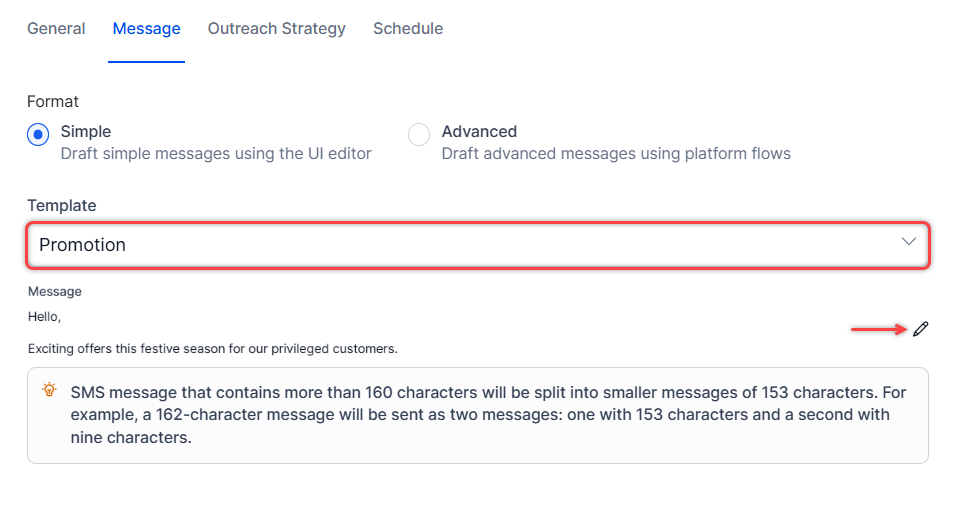 General Message Outreach Strategy Schedule
Format
Simple Advanced
Draft simple messages using the UI editor Draft advanced messages using platform flows
Template
Promotion
Message
Hello,
Exciting offers this festive season for our privileged customers.
SMS message that contains more than 160 characters will be split into smaller messages of 153 characters. For
example, a 162-character message will be sent as two messages: one with 153 characters and a second with
nine characters.